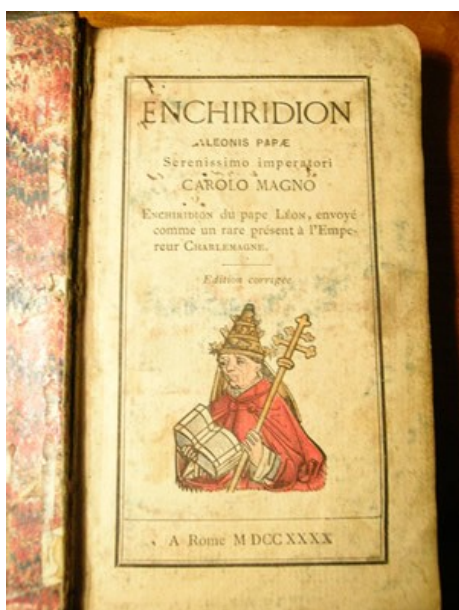 ENCHIRIDION
LEONIS PAPÆ
Serenissimo imperatori
CAROLO MAGNO
ENCHIRIDION du pape LÉON, envoyé
comme un rare présent à l'Empe-
reur CHARLEMAGNE.
Edition corrigée
A Rome M DCC XXXX